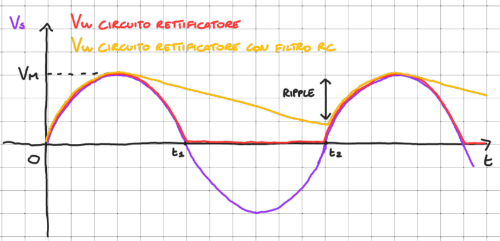 Vs
Vu CIRCUITO RETTIFICATORE
Vu CIRCUITO RETTIFICATORE CON FILTRO RC
VM
RIPPLE
0
t1
t2
t